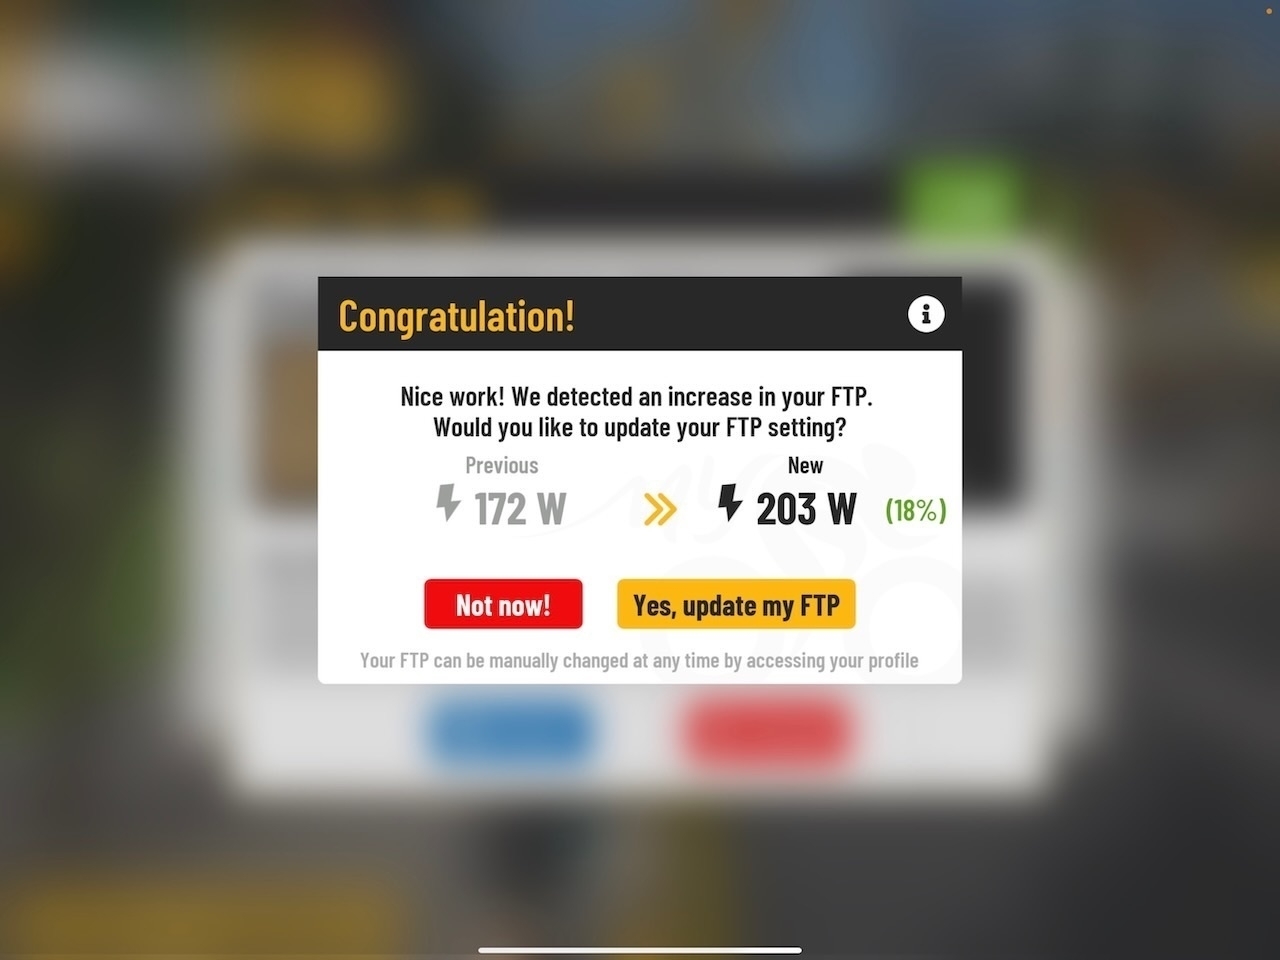 Congratulation!
Nice work! We detected an increase in your FTP.
Would you like to update your FTP setting?
Previous
New
172 W
203 W
(18%)
Not now!
Yes, update my FTP
Your FTP can be manually changed at any time by accessing your profile